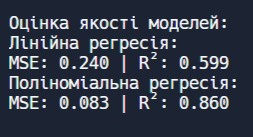 Оцінка якості моделей:
Лінійна регресія:
MSE: 0.240 | R²: 0.599
Поліноміальна регресія:
MSE: 0.083 | R²: 0.860